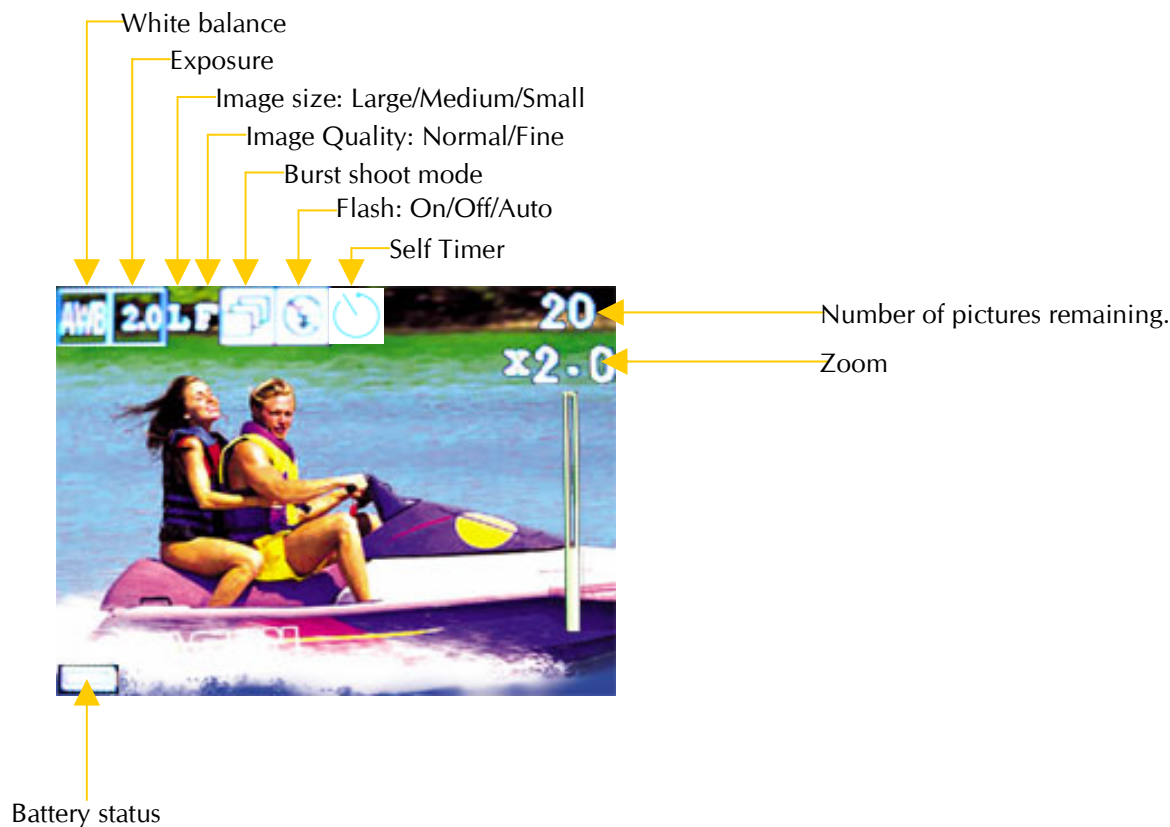 White balance
Exposure
Image size: Large/Medium/Small
Image Quality: Normal/Fine
Burst shoot mode
Flash: On/Off/Auto
Self Timer
AWB 2.0 L F 20
Number of pictures remaining.
x2.0
Zoom
Battery status